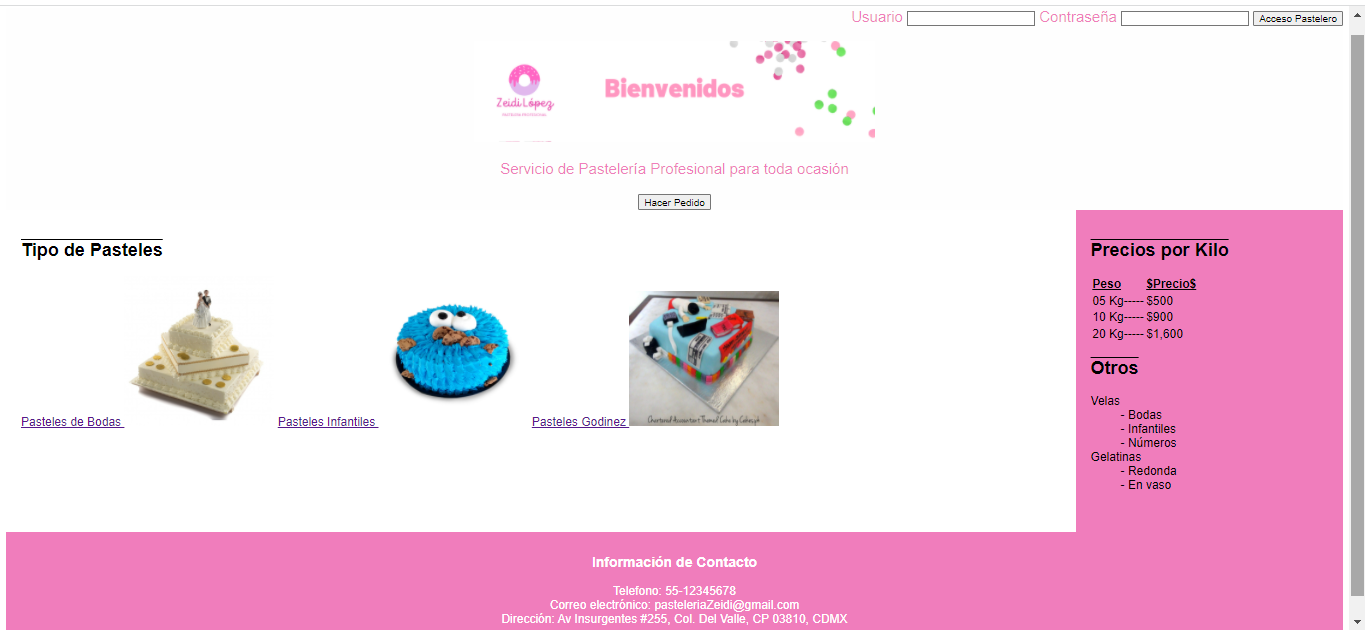 Usuario Contraseña Acceso Pastelero
Bienvenidos
Zeidi López
Servicio de Pastelería Profesional para toda ocasión
Hacer Pedido
Tipo de Pasteles
Pasteles de Bodas Pasteles Infantiles Pasteles Godinez
Chartered Accountant Themed Cake by Cakes.ph
Precios por Kilo
Peso $Precio$
05 Kg----- $500
10 Kg----- $900
20 Kg----- $1,600
Otros
Velas
- Bodas
- Infantiles
- Números
Gelatinas
- Redonda
- En vaso
Información de Contacto
Telefono: 55-12345678
Correo electrónico: pasteleriaZeidi@gmail.com
Dirección: Av Insurgentes #255, Col. Del Valle, CP 03810, CDMX